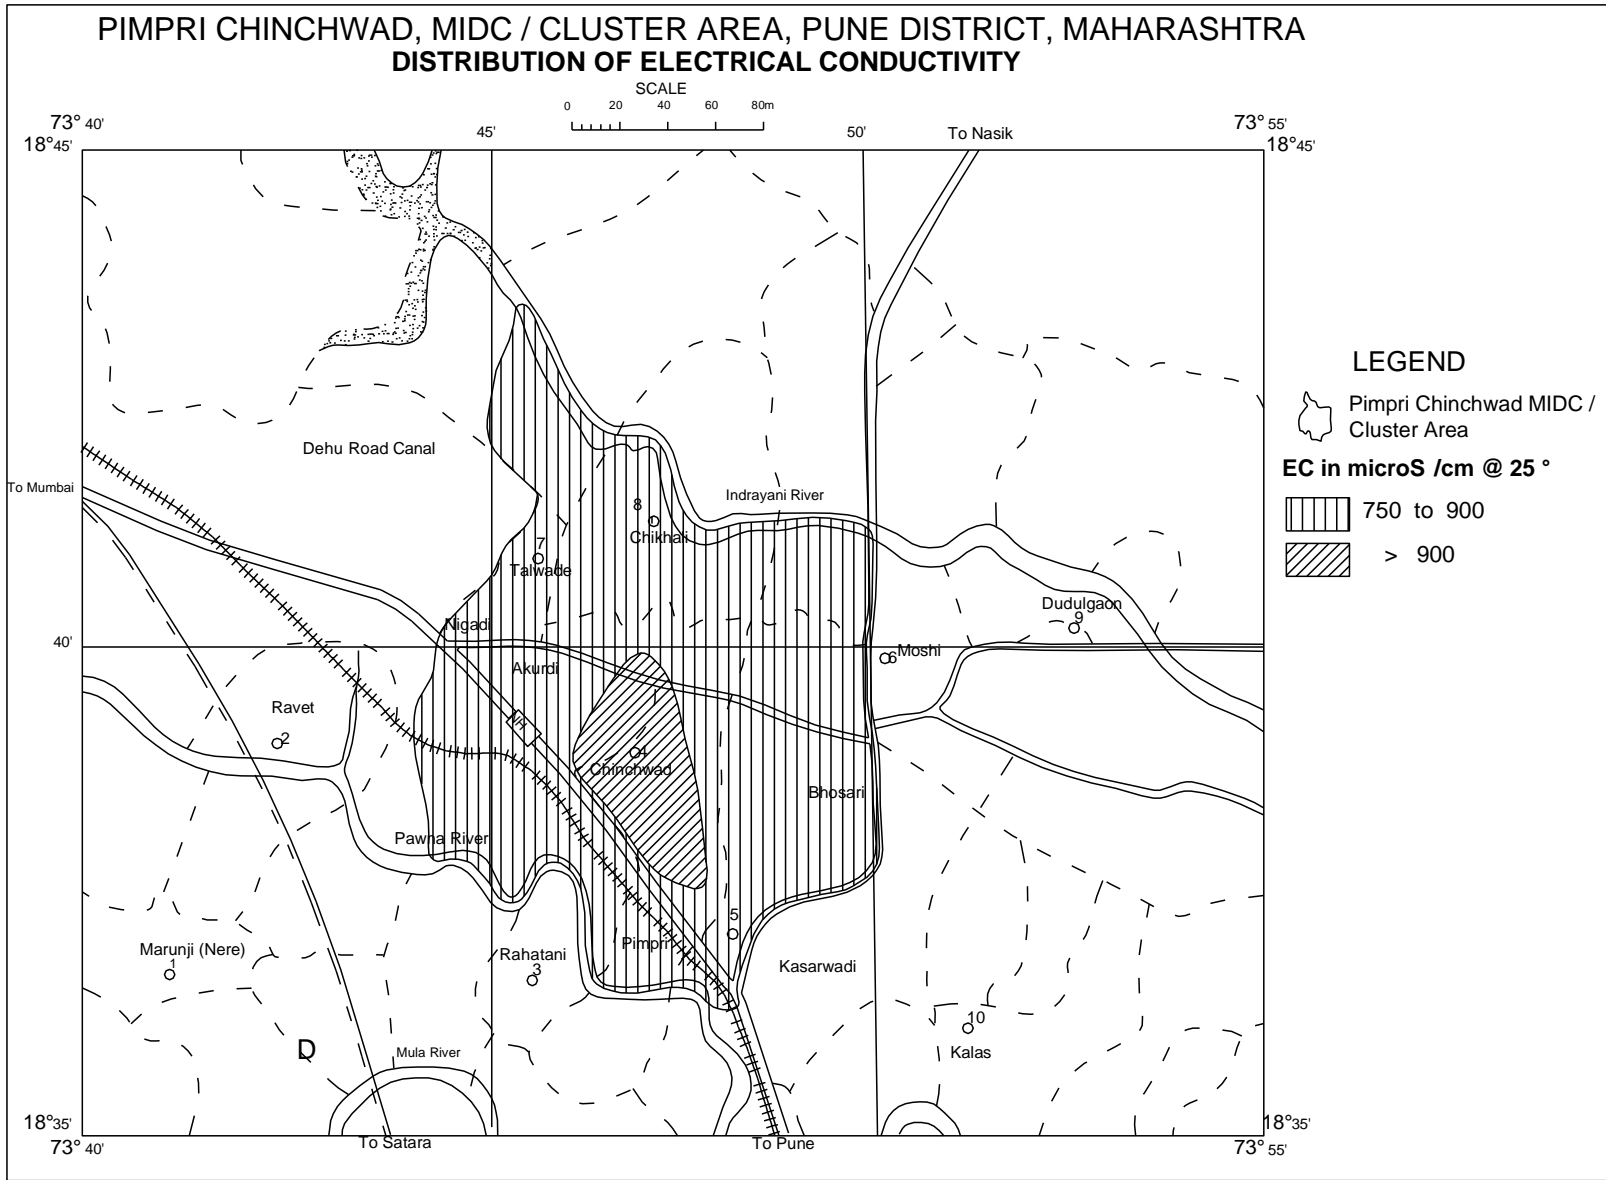 PIMPRI CHINCHWAD, MIDC / CLUSTER AREA, PUNE DISTRICT, MAHARASHTRA
DISTRIBUTION OF ELECTRICAL CONDUCTIVITY
SCALE
0 20 40 60 80m
73° 40'
45'
50'
To Nasik
73° 55'
18° 45'
18° 45'
LEGEND
Pimpri Chinchwad MIDC /
Cluster Area
Dehu Road Canal
EC in microS /cm @ 25 °
To Mumbai
Indrayani River
8
750 to 900
Chikhali
7
> 900
Talwade
Dudulgaon
9
Nigadi
40'
Moshi
6
Akurdi
Ravet
2
NH
4
Chinchwad
Bhosari
Pawna River
5
Pimpri
Marunji (Nere)
1
Rahatani
3
Kasarwadi
10
D
Mula River
Kalas
18° 35'
18° 35'
73° 40'
To Satara
To Pune
73° 55'